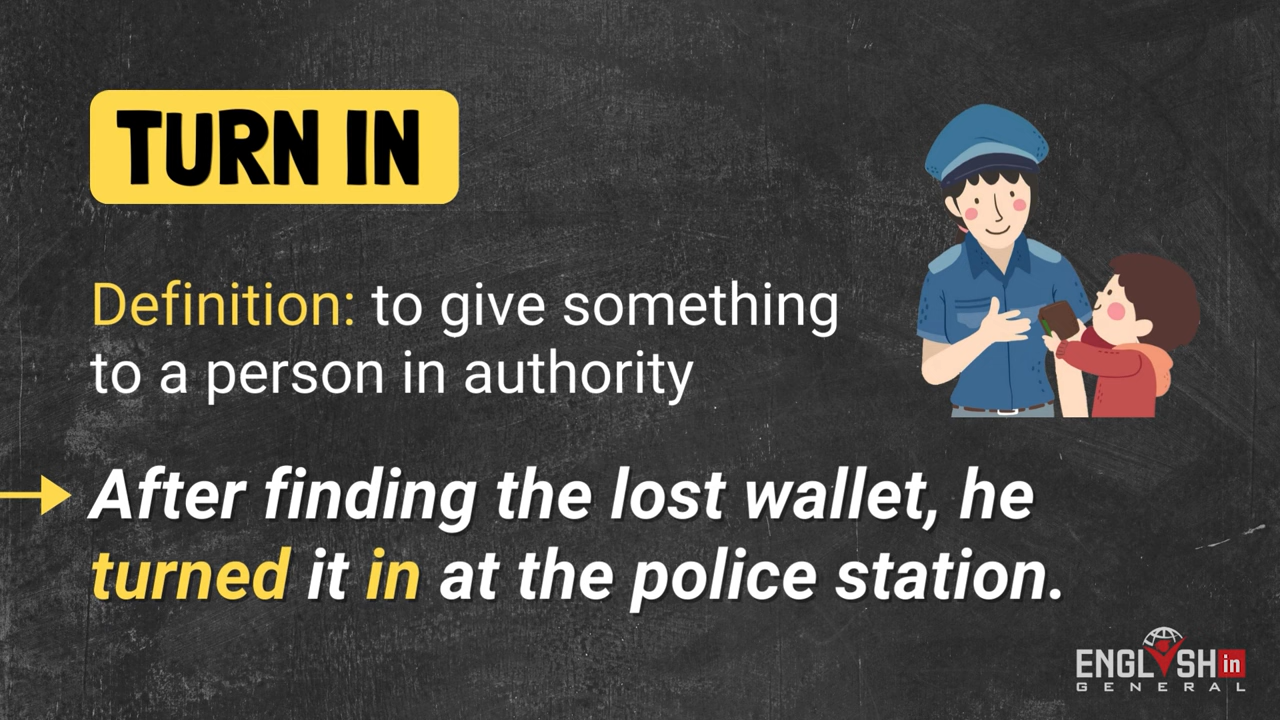 TURN IN
Definition: to give something
to a person in authority
After finding the lost wallet, he
turned it in at the police station.
ENGLISH in
GENERAL